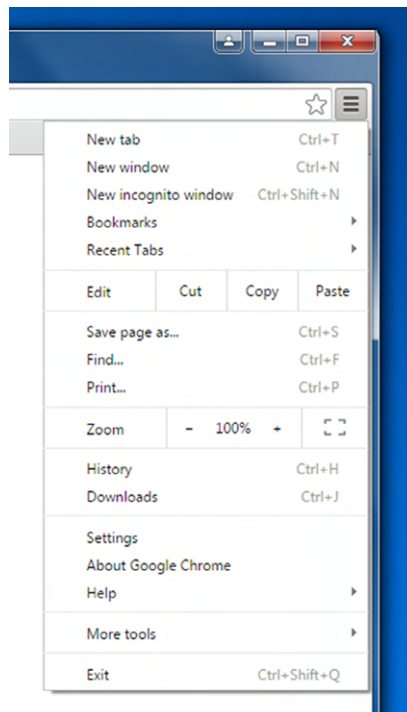 New tab Ctrl+T
New window Ctrl+N
New incognito window Ctrl+Shift+N
Bookmarks
Recent Tabs
Edit Cut Copy Paste
Save page as... Ctrl+S
Find... Ctrl+F
Print... Ctrl+P
Zoom - 100% +
History Ctrl+H
Downloads Ctrl+J
Settings
About Google Chrome
Help
More tools
Exit Ctrl+Shift+Q